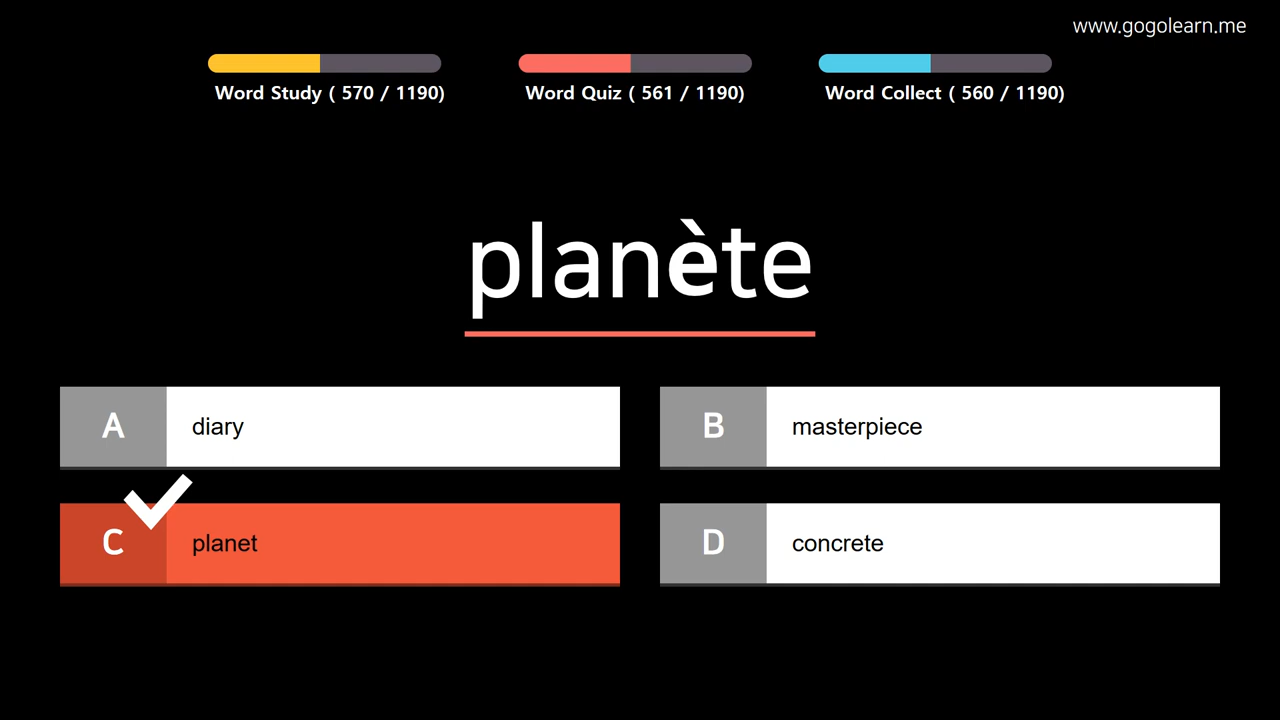 www.gogolearn.me
Word Study ( 570 / 1190)
Word Quiz ( 561 / 1190)
Word Collect ( 560 / 1190)
planète
A
diary
B
masterpiece
C
planet
D
concrete